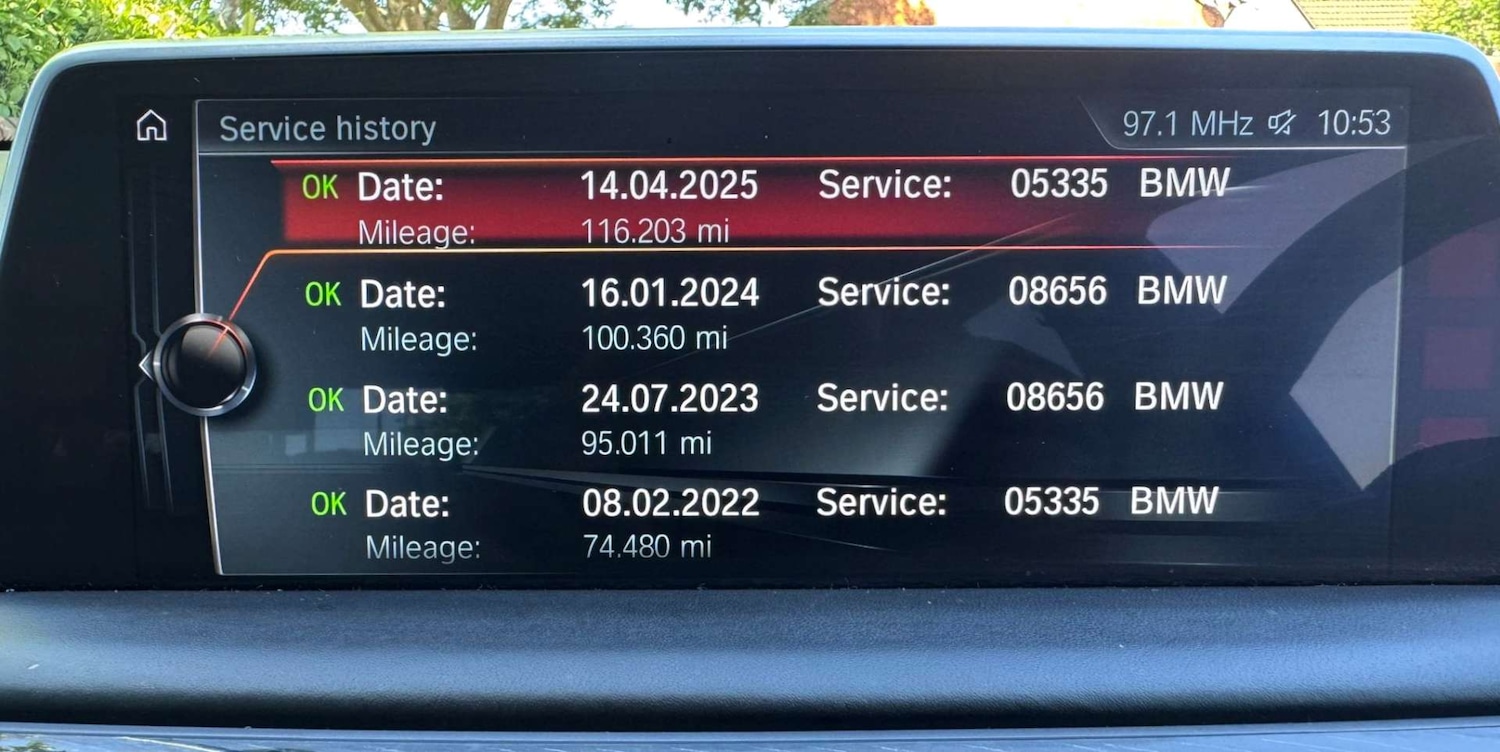 Service history 97.1 MHz 10:53
OK Date: 14.04.2025 Service: 05335 BMW
Mileage: 116.203 mi
OK Date: 16.01.2024 Service: 08656 BMW
Mileage: 100.360 mi
OK Date: 24.07.2023 Service: 08656 BMW
Mileage: 95.011 mi
OK Date: 08.02.2022 Service: 05335 BMW
Mileage: 74.480 mi